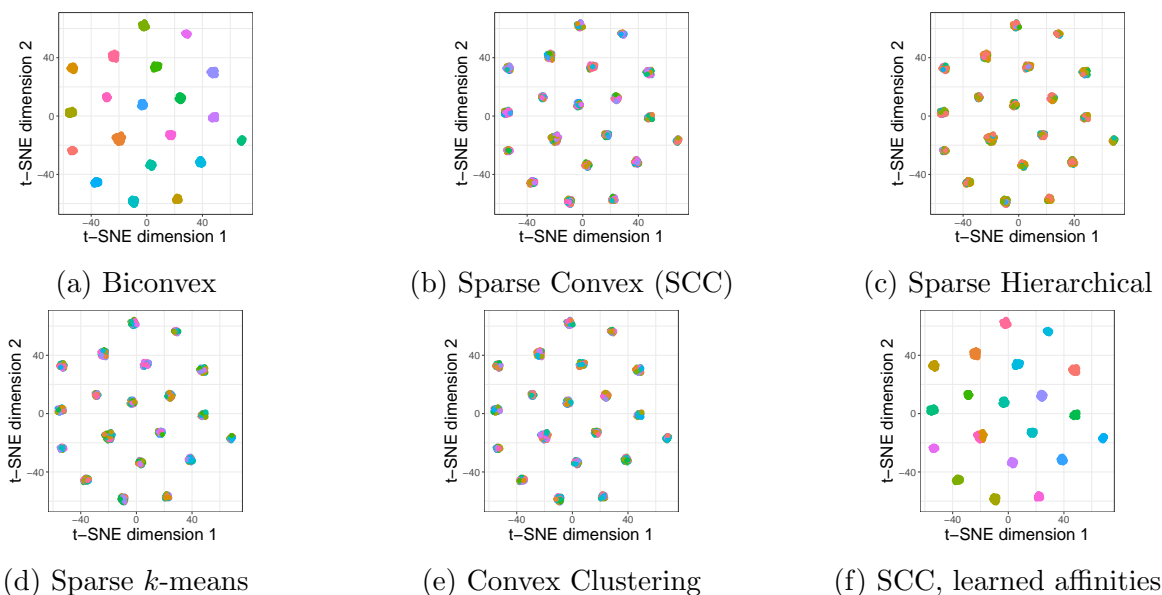 t−SNE dimension 2
40
0
−40
−40 0 40
t−SNE dimension 1
(a) Biconvex
t−SNE dimension 2
40
0
−40
−40 0 40
t−SNE dimension 1
(b) Sparse Convex (SCC)
t−SNE dimension 2
40
0
−40
−40 0 40
t−SNE dimension 1
(c) Sparse Hierarchical
t−SNE dimension 2
40
0
−40
−40 0 40
t−SNE dimension 1
(d) Sparse k-means
t−SNE dimension 2
40
0
−40
−40 0 40
t−SNE dimension 1
(e) Convex Clustering
t−SNE dimension 2
40
0
−40
−40 0 40
t−SNE dimension 1
(f) SCC, learned affinities